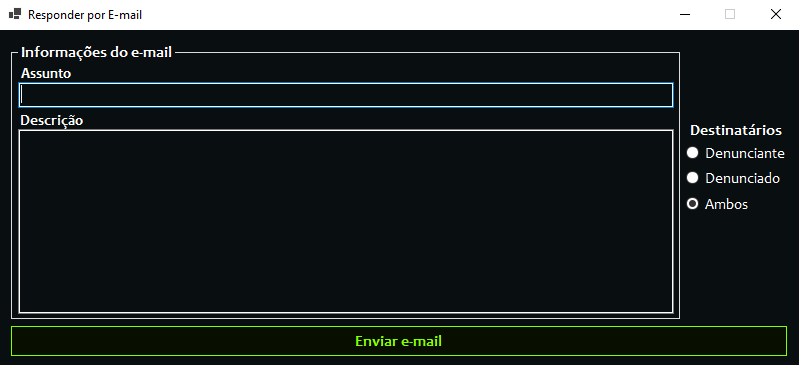 Responder por E-mail
Informações do e-mail
Assunto
Descrição
Destinatários
Denunciante
Denunciado
Ambos
Enviar e-mail